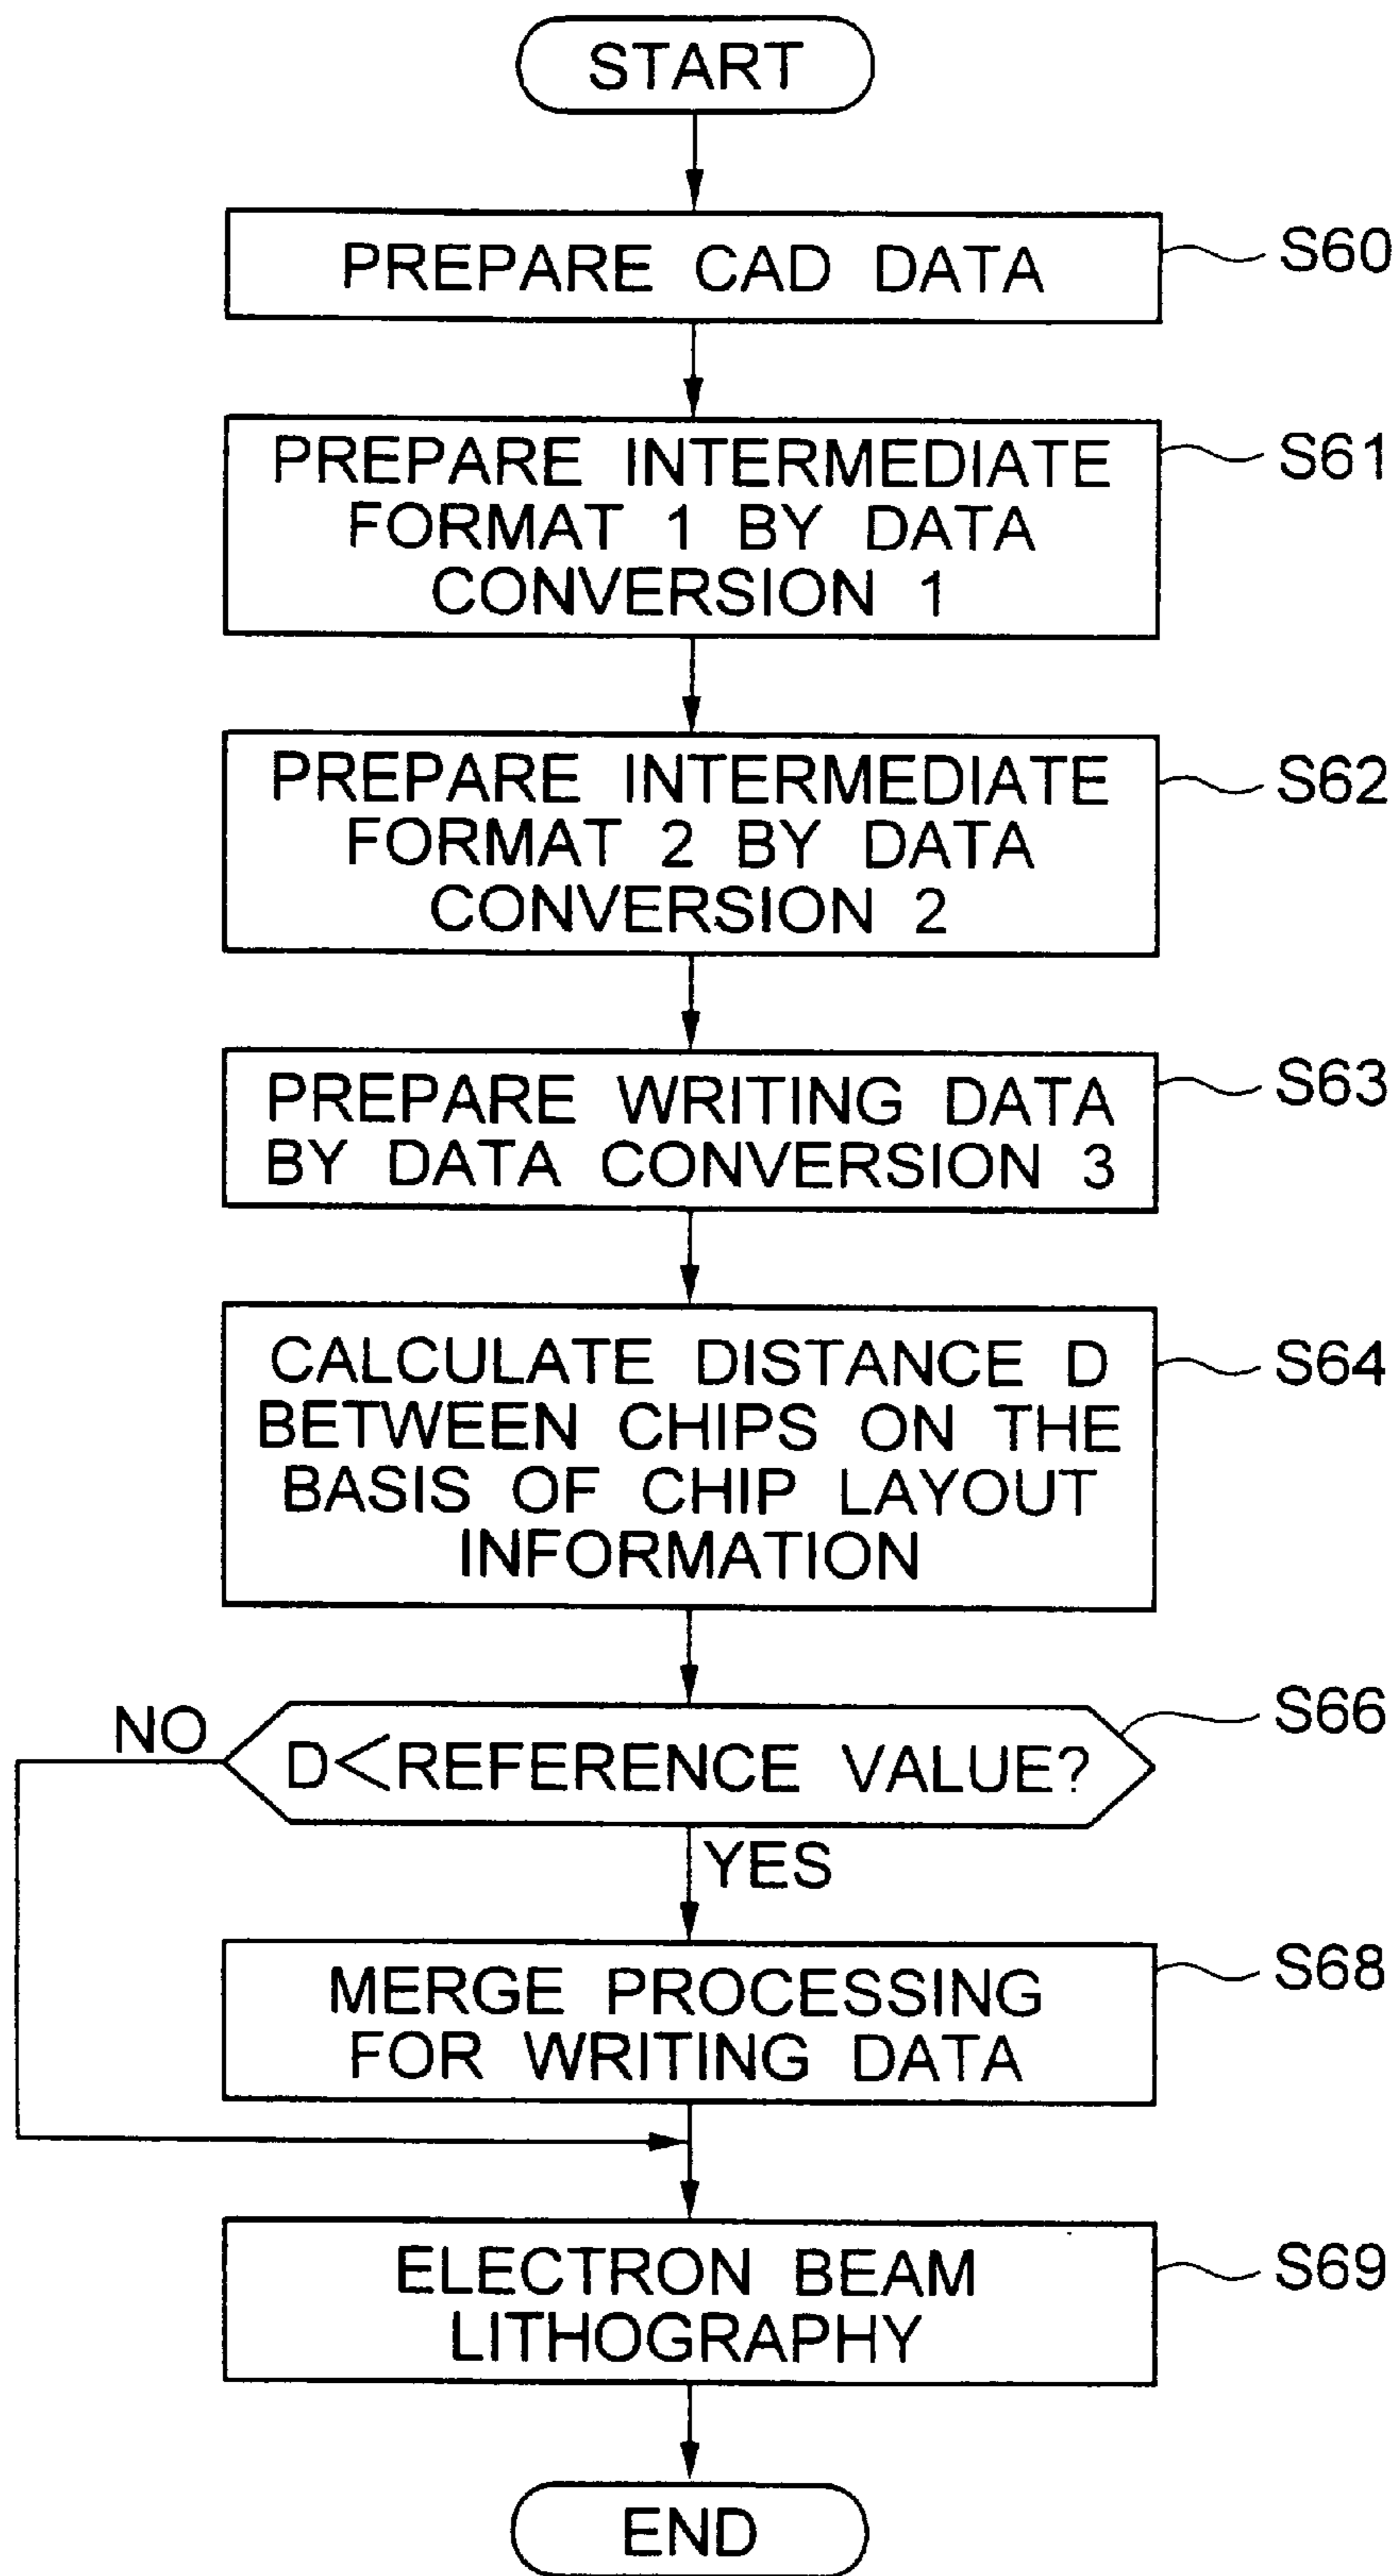 START
PREPARE CAD DATA
S60
PREPARE INTERMEDIATE
FORMAT 1 BY DATA
CONVERSION 1
S61
PREPARE INTERMEDIATE
FORMAT 2 BY DATA
CONVERSION 2
S62
PREPARE WRITING DATA
BY DATA CONVERSION 3
S63
CALCULATE DISTANCE D
BETWEEN CHIPS ON THE
BASIS OF CHIP LAYOUT
INFORMATION
S64
NO
D<REFERENCE VALUE?
S66
YES
MERGE PROCESSING
FOR WRITING DATA
S68
ELECTRON BEAM
LITHOGRAPHY
S69
END